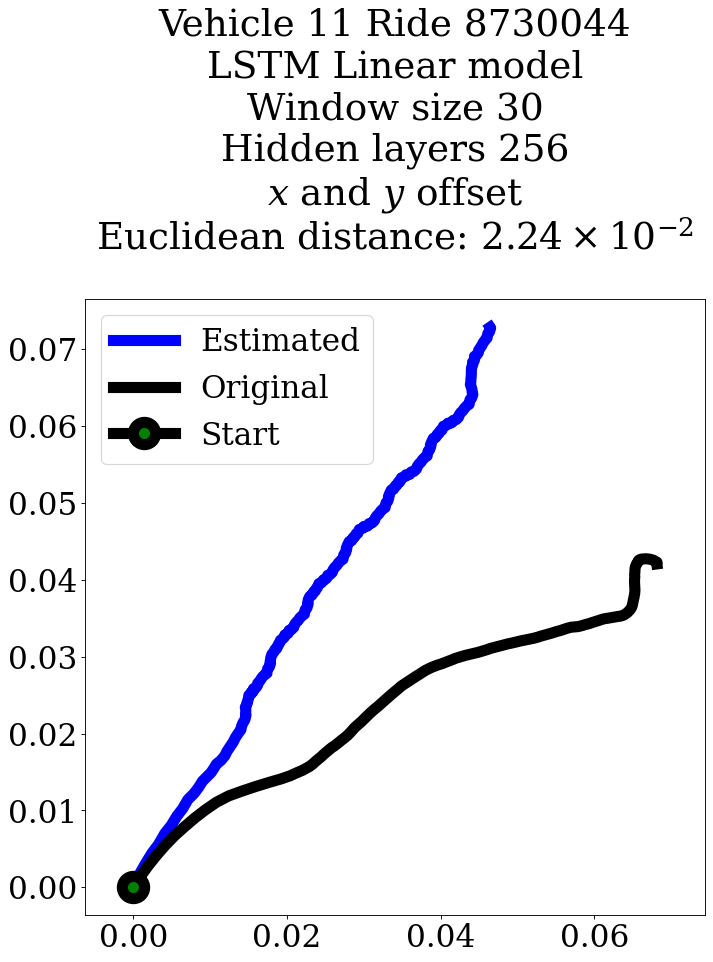 Vehicle 11 Ride 8730044
LSTM Linear model
Window size 30
Hidden layers 256
x and y offset
Euclidean distance: 2.24 × 10⁻²
Estimated
Original
Start
0.07
0.06
0.05
0.04
0.03
0.02
0.01
0.00
0.00 0.02 0.04 0.06